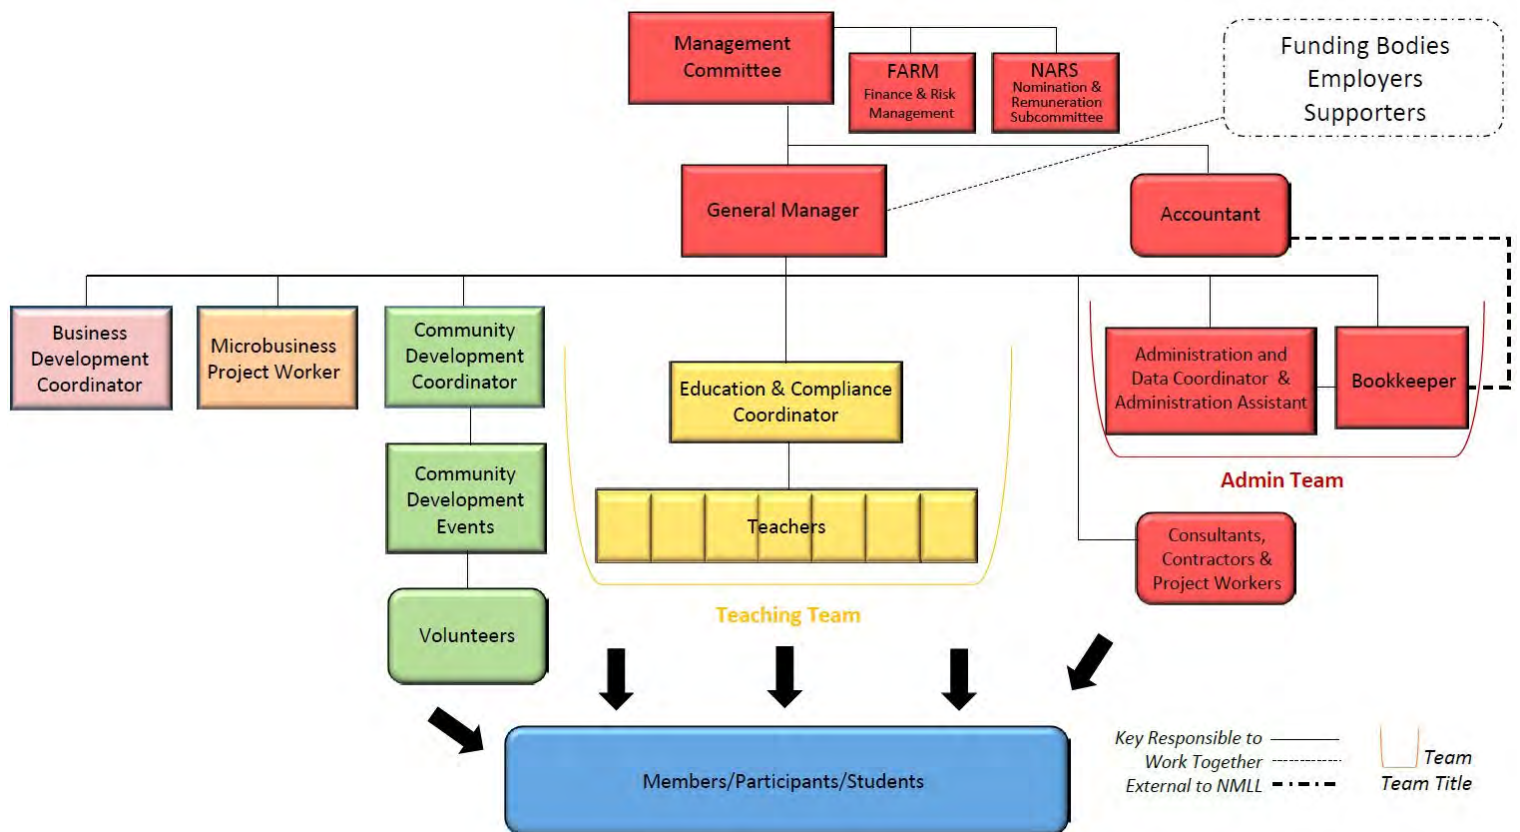 Management
Committee
FARM
Finance & Risk
Management
NARS
Nomination &
Remuneration
Subcommittee
Funding Bodies
Employers
Supporters
General Manager
Accountant
Business
Development
Coordinator
Microbusiness
Project Worker
Community
Development
Coordinator
Education & Compliance
Coordinator
Administration and
Data Coordinator &
Administration Assistant
Bookkeeper
Community
Development
Events
Teachers
Admin Team
Consultants,
Contractors &
Project Workers
Volunteers
Teaching Team
Members/Participants/Students
Key Responsible to
Work Together
External to NMLL
Team
Team Title